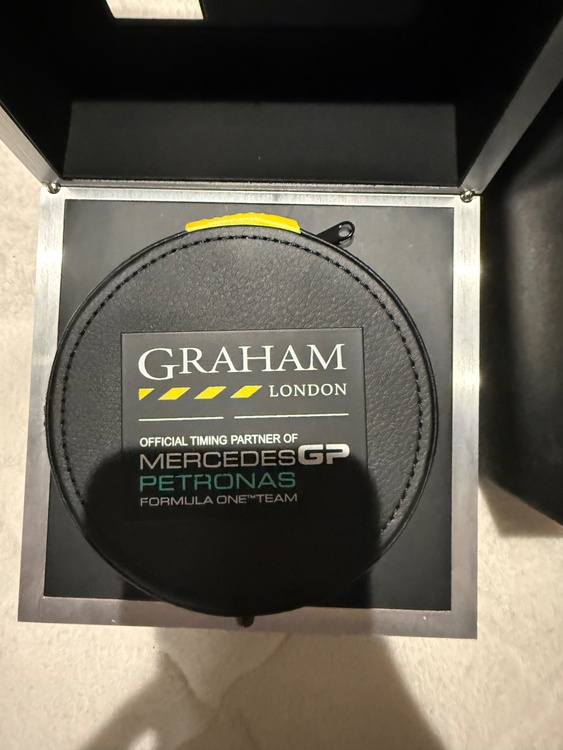 GRAHAM
LONDON
OFFICIAL TIMING PARTNER OF
MERCEDESGP
PETRONAS
FORMULA ONE™TEAM